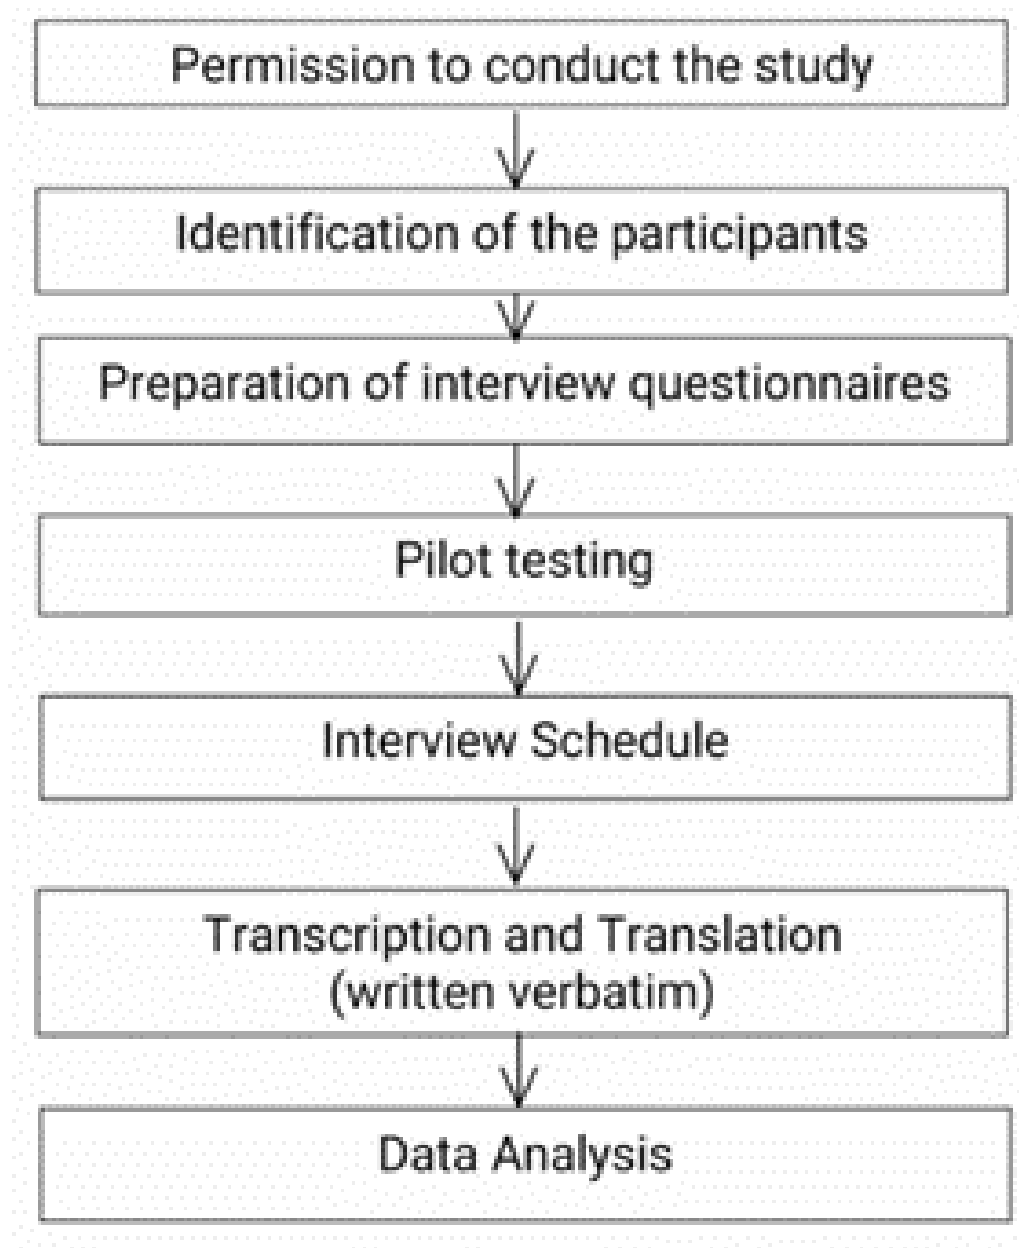 Permission to conduct the study
Identification of the participants
Preparation of interview questionnaires
Pilot testing
Interview Schedule
Transcription and Translation
(written verbatim)
Data Analysis